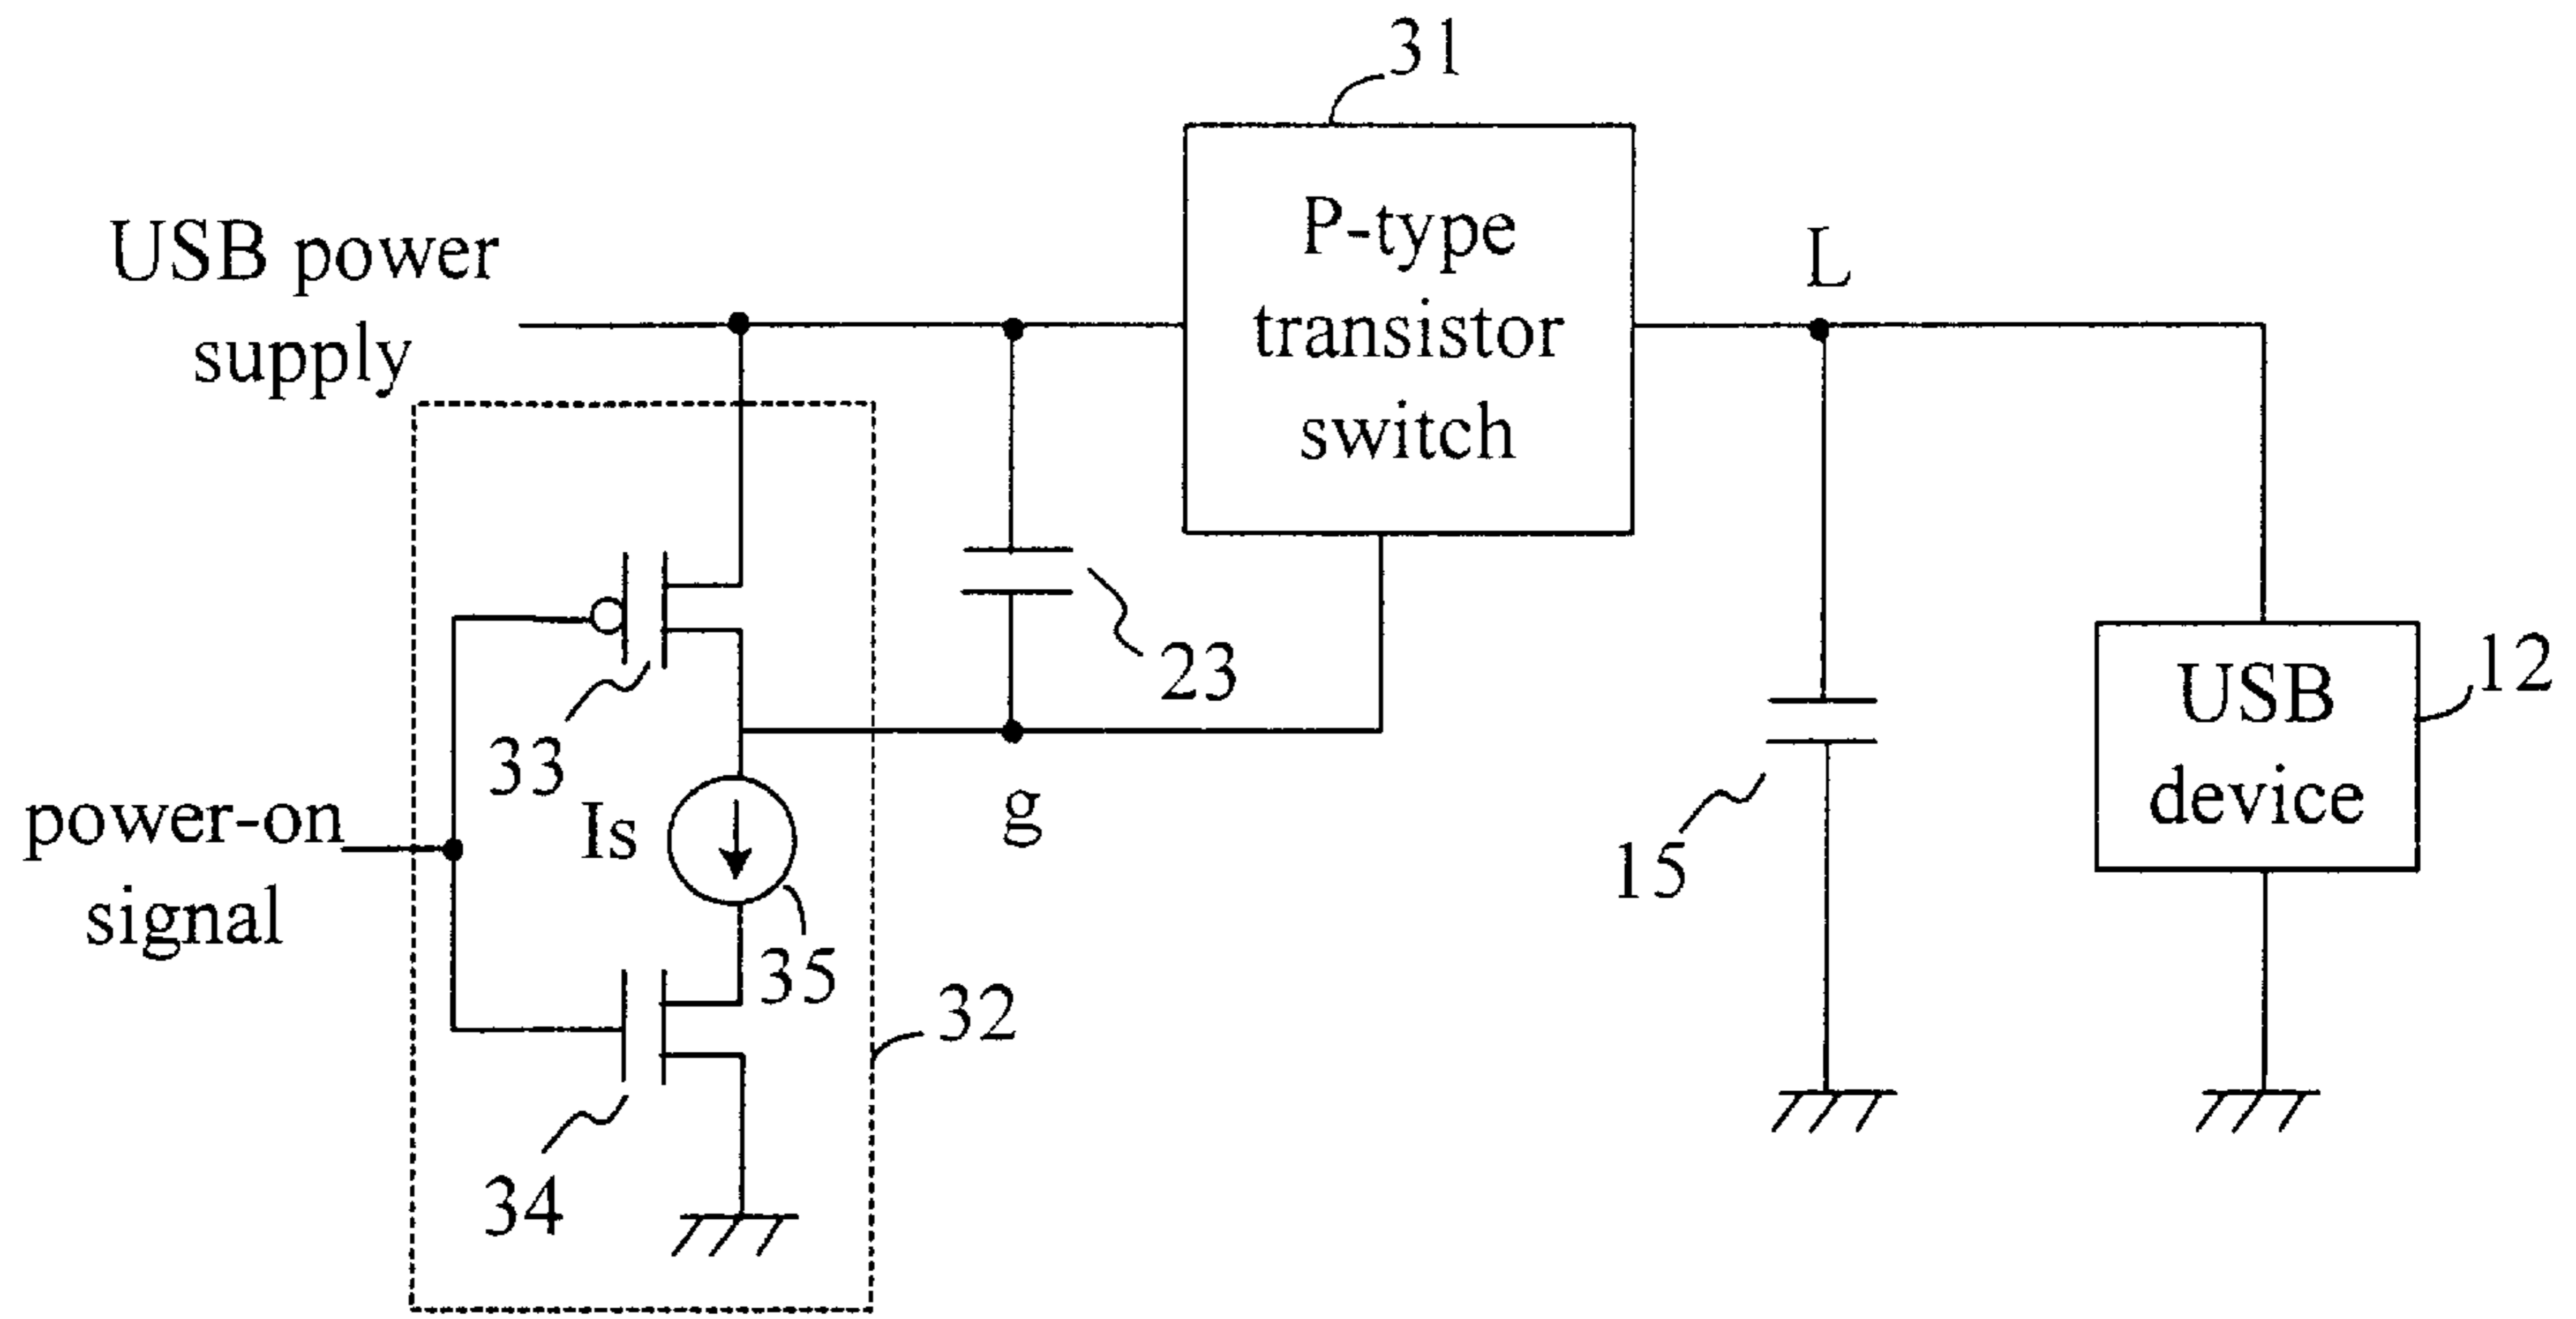 31
P-type
transistor
switch
USB power
supply
L
33
23
g
power-on
signal
Is
35
34
32
15
USB
device
12